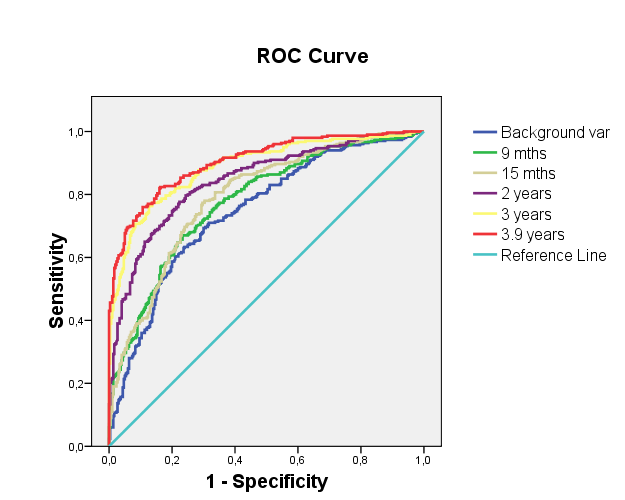 ROC Curve
1,0
0,8
0,6
0,4
0,2
0,0
Sensitivity
0,0 0,2 0,4 0,6 0,8 1,0
1 - Specificity
Background var
9 mths
15 mths
2 years
3 years
3.9 years
Reference Line